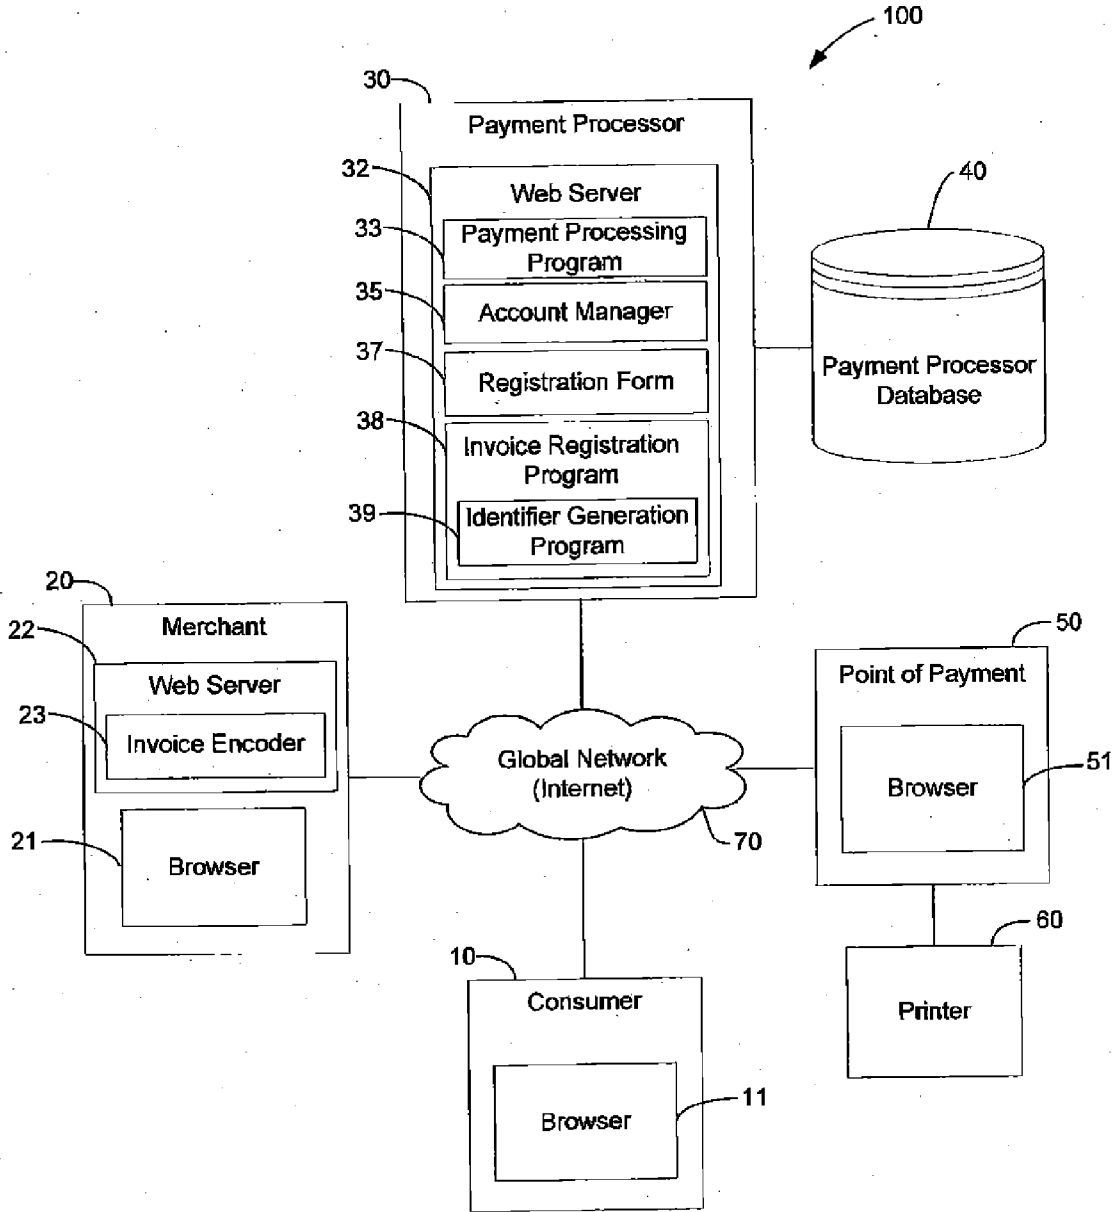 100
30
Payment Processor
32
Web Server
33
Payment Processing
Program
35
Account Manager
37
Registration Form
38
Invoice Registration
Program
39
Identifier Generation
Program
40
Payment Processor
Database
20
Merchant
22
Web Server
23
Invoice Encoder
21
Browser
Global Network
(Internet)
70
50
Point of Payment
51
Browser
60
Printer
10
Consumer
11
Browser